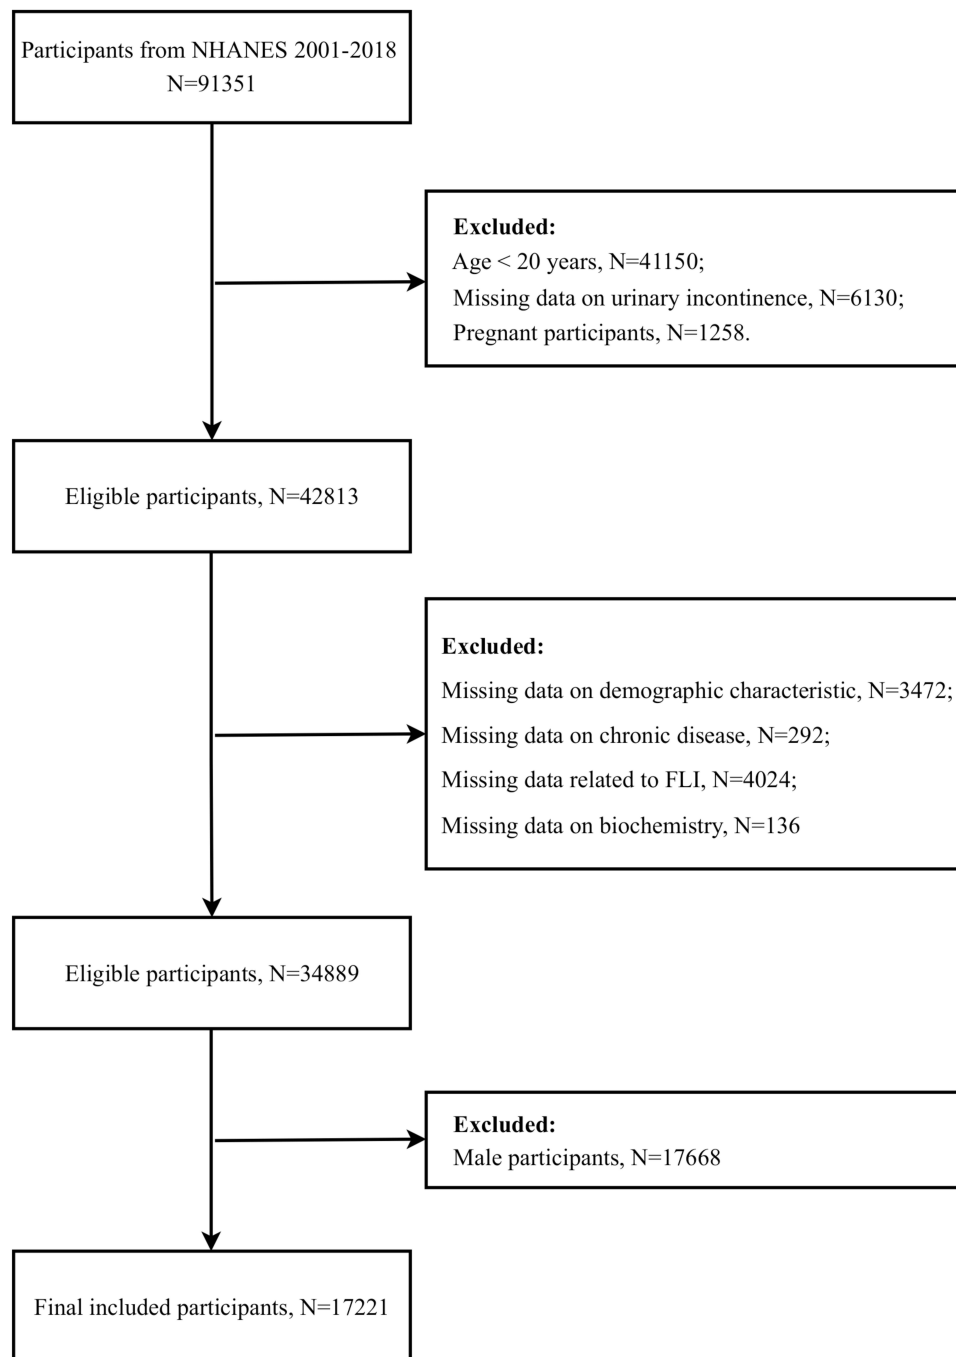 Participants from NHANES 2001-2018
N=91351
Excluded:
Age < 20 years, N=41150;
Missing data on urinary incontinence, N=6130;
Pregnant participants, N=1258.
Eligible participants, N=42813
Excluded:
Missing data on demographic characteristic, N=3472;
Missing data on chronic disease, N=292;
Missing data related to FLI, N=4024;
Missing data on biochemistry, N=136
Eligible participants, N=34889
Excluded:
Male participants, N=17668
Final included participants, N=17221